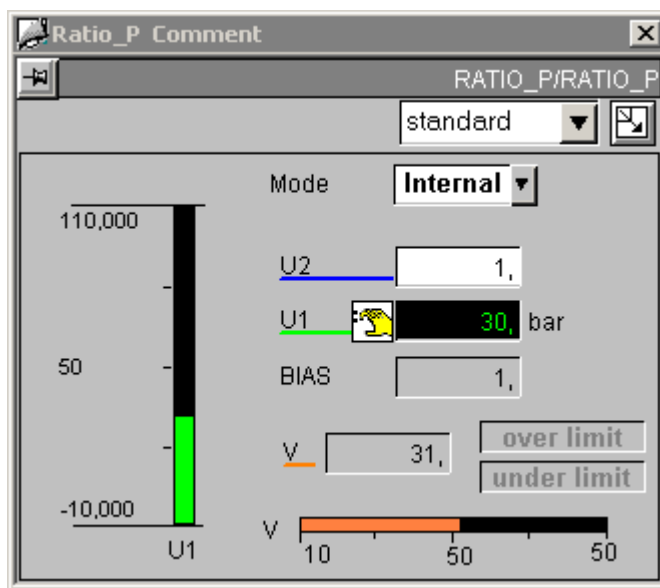 Ratio_P Comment
RATIO_P/RATIO_P
standard
Mode Internal
110,000
U2 1,
U1 30, bar
50
BIAS 1,
V 31,
over limit
under limit
-10,000
U1
V
10 50 50